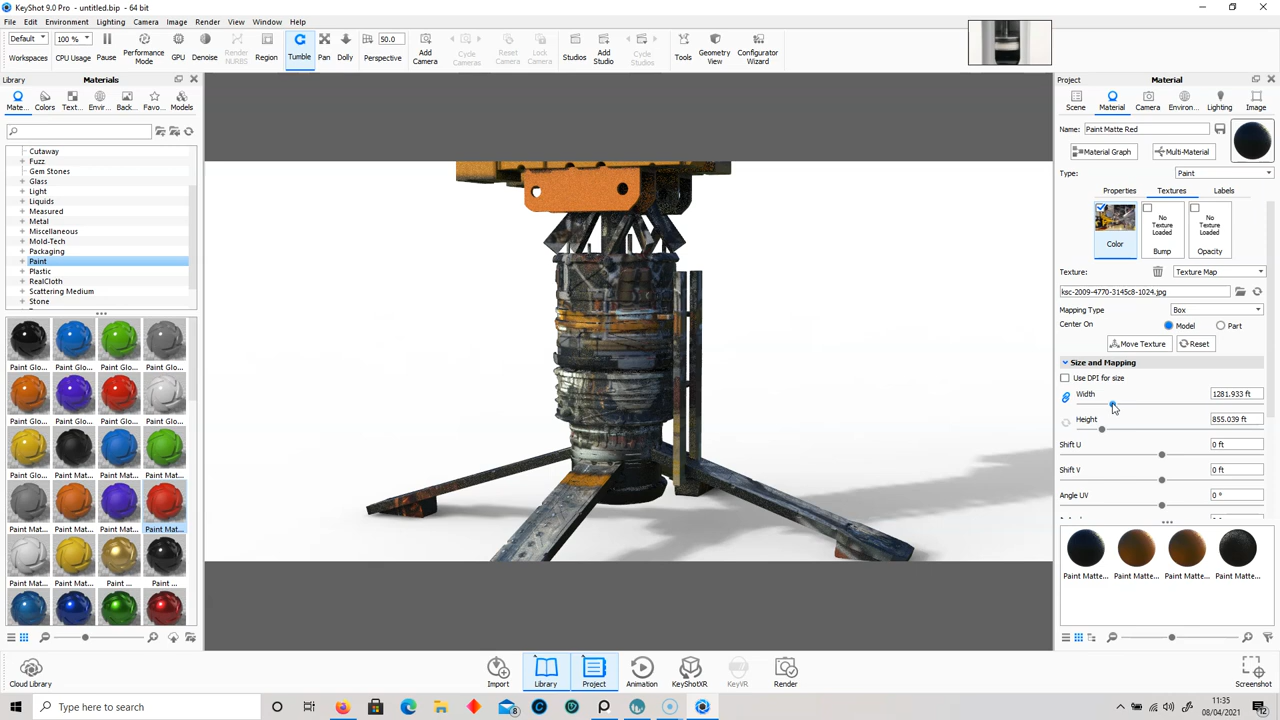 KeyShot 9.0 Pro - untitled.bip - 64 bit
File Edit Environment Lighting Camera Image Render View Window Help
Default 100 % 50.0
Workspaces CPU Usage Pause Performance Mode GPU Denoise Render NURBS Region Tumble Pan Dolly Perspective Add Camera Cycle Cameras Reset Camera Lock Camera Studios Add Studio Cycle Studios Tools Geometry View Configurator Wizard
Library Materials
Mate... Colors Text... Envir... Back... Favo... Models
Cutaway
Fuzz
Gem Stones
Glass
Light
Liquids
Measured
Metal
Miscellaneous
Mold-Tech
Packaging
Paint
Plastic
RealCloth
Scattering Medium
Stone
Paint Glo... Paint Glo... Paint Glo... Paint Glo...
Paint Glo... Paint Glo... Paint Glo... Paint Glo...
Paint Glo... Paint Mat... Paint Mat... Paint Mat...
Paint Mat... Paint Mat... Paint Mat... Paint Mat...
Paint Mat... Paint Mat... Paint ... Paint ...
Project Material
Scene Material Camera Environ... Lighting Image
Name: Paint Matte Red
Material Graph Multi-Material
Type: Paint
Properties Textures Labels
No Texture Loaded No Texture Loaded
Color Bump Opacity
Texture: Texture Map
ksc-2009-4770-3145c8-1024.jpg
Mapping Type Box
Center On Model Part
Move Texture Reset
Size and Mapping
Use DPI for size
Width 1281.933 ft
Height 855.039 ft
Shift U 0 ft
Shift V 0 ft
Angle UV 0 °
Paint Matte... Paint Matte... Paint Matte... Paint Matte...
Cloud Library Import Library Project Animation KeyShotXR KeyVR Render Screenshot
Type here to search
8
11:35
08/04/2021
12